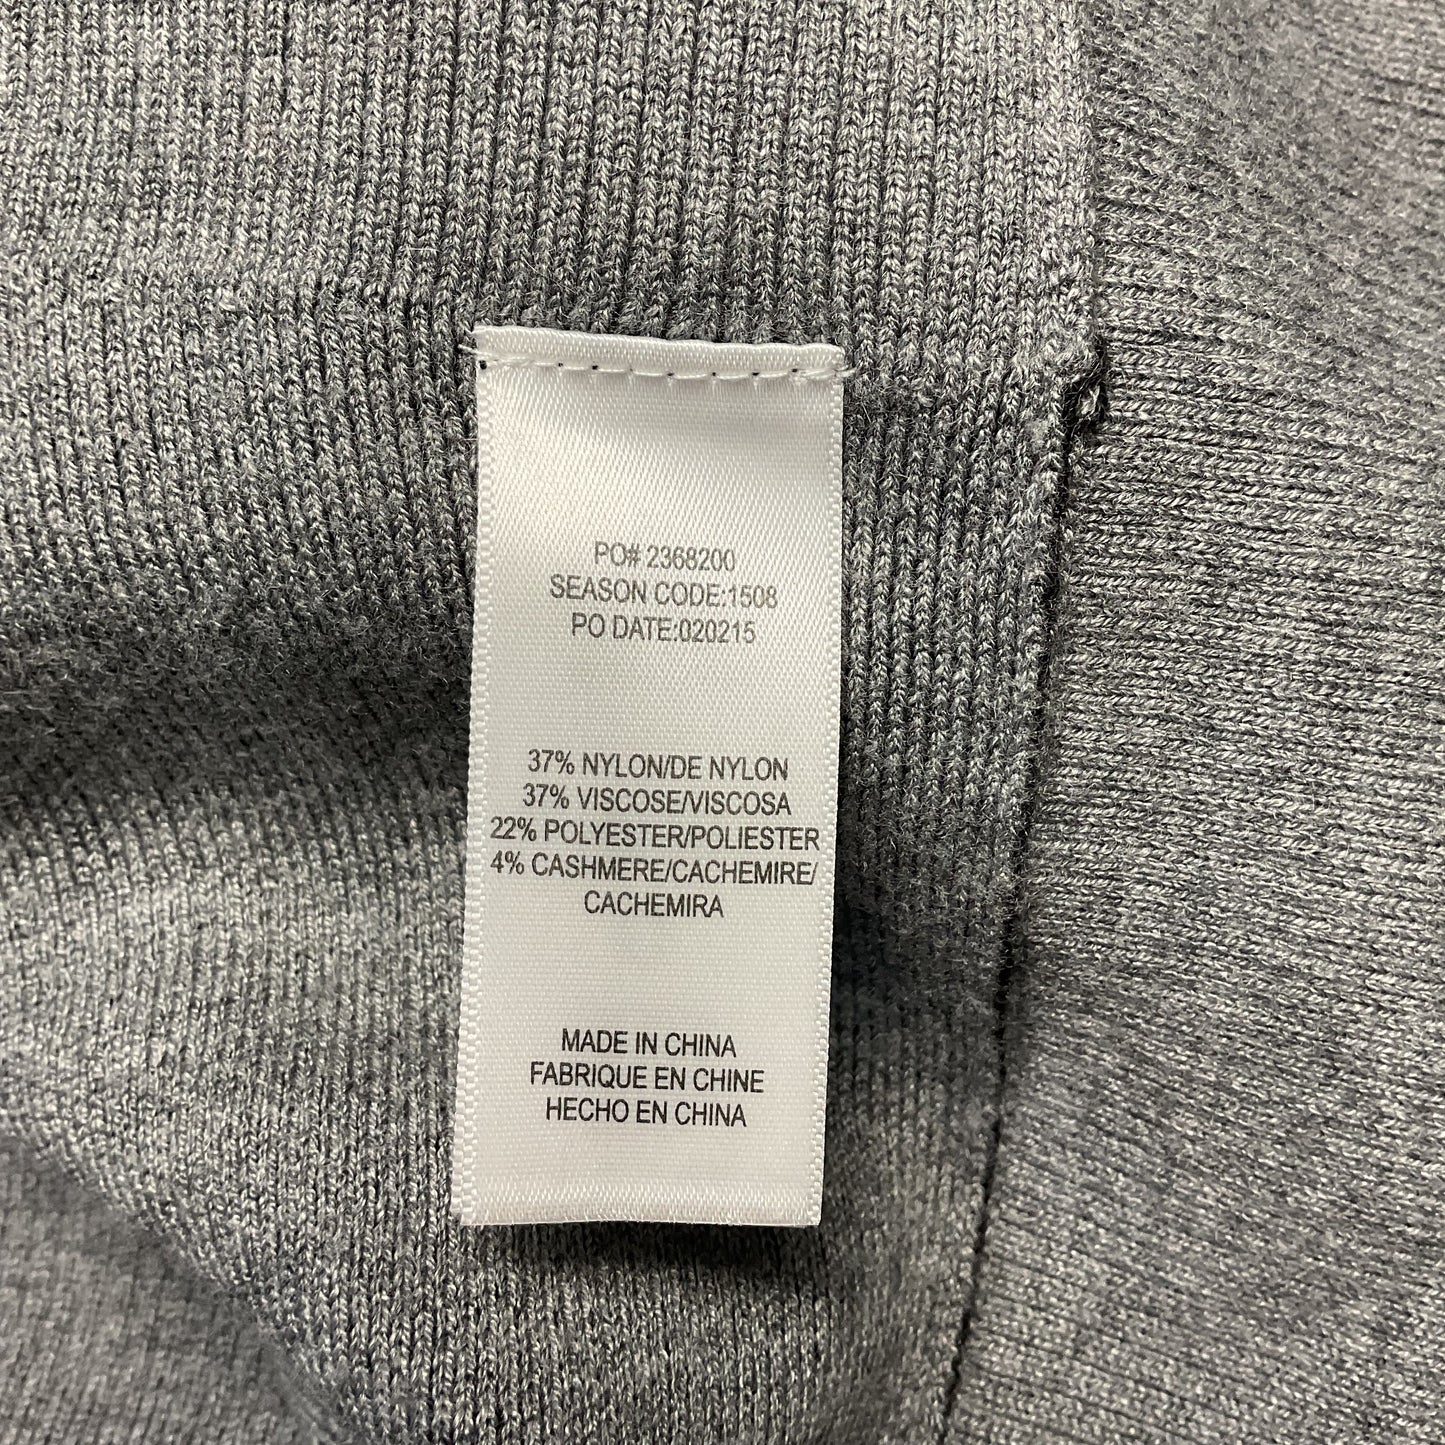 PO# 2368200
SEASON CODE:1508
PO DATE:020215
37% NYLON/DE NYLON
37% VISCOSE/VISCOSA
22% POLYESTER/POLIESTER
4% CASHMERE/CACHEMIRE/
CACHEMIRA
MADE IN CHINA
FABRIQUE EN CHINE
HECHO EN CHINA